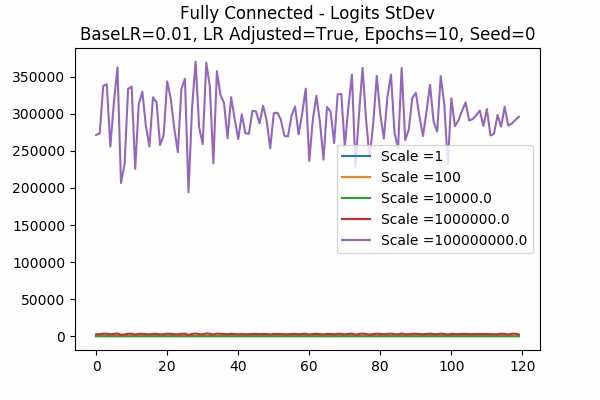 Fully Connected - Logits StDev
BaseLR=0.01, LR Adjusted=True, Epochs=10, Seed=0
350000
300000
250000
200000
150000
100000
50000
0
Scale =1
Scale =100
Scale =10000.0
Scale =1000000.0
Scale =100000000.0
0 20 40 60 80 100 120